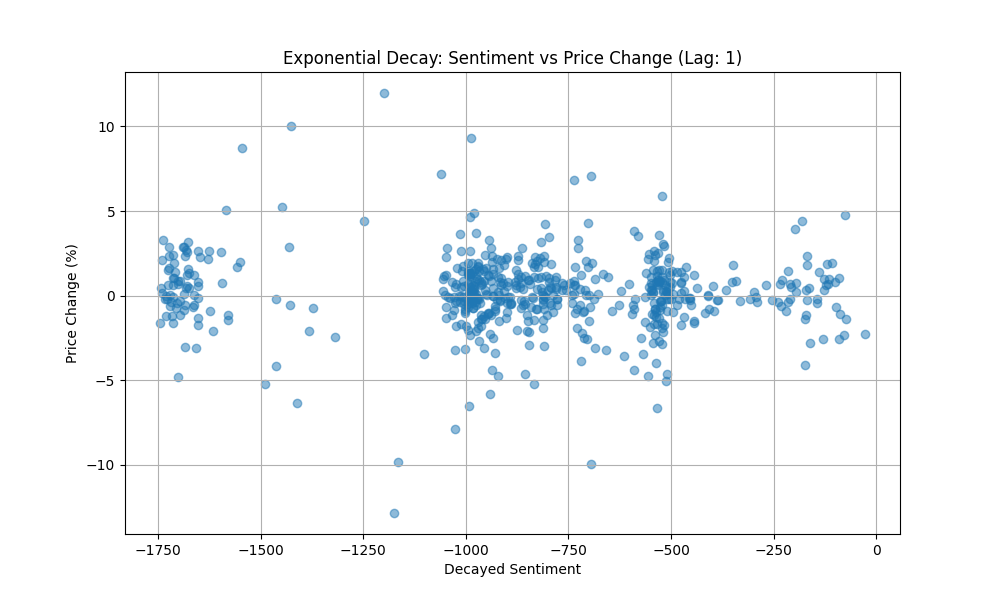 Exponential Decay: Sentiment vs Price Change (Lag: 1)
Price Change (%)
10
5
0
−5
−10
−1750 −1500 −1250 −1000 −750 −500 −250 0
Decayed Sentiment